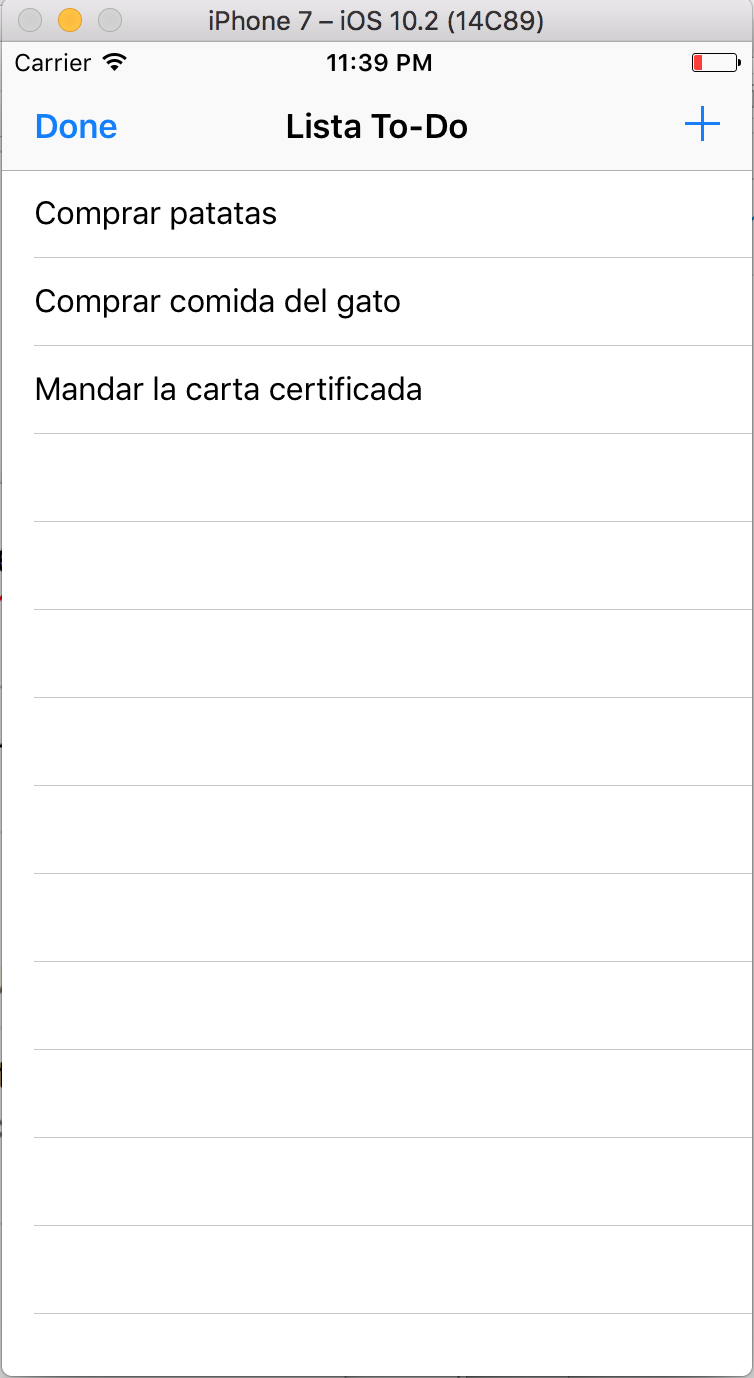 iPhone 7 – iOS 10.2 (14C89)
Carrier 11:39 PM
Done Lista To-Do +
Comprar patatas
Comprar comida del gato
Mandar la carta certificada